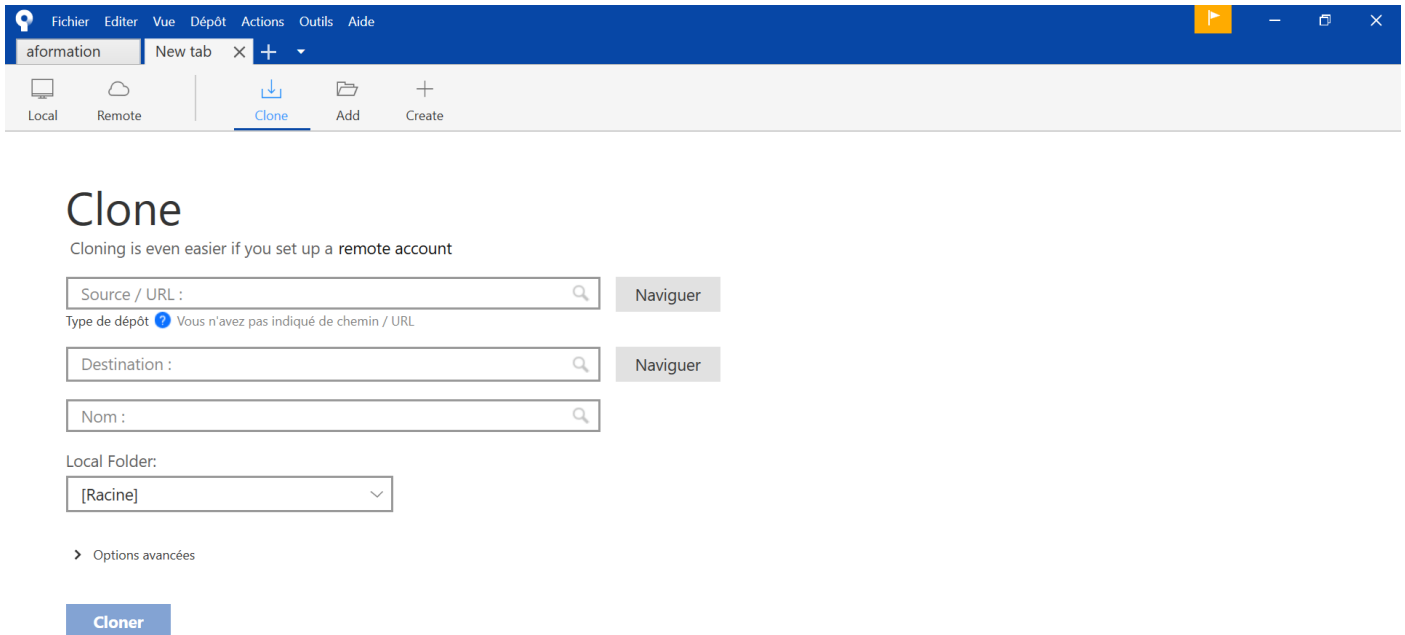 Fichier Editer Vue Dépôt Actions Outils Aide
aformation New tab
Local Remote Clone Add Create
Clone
Cloning is even easier if you set up a remote account
Source / URL : Naviguer
Type de dépôt ? Vous n'avez pas indiqué de chemin / URL
Destination : Naviguer
Nom :
Local Folder:
[Racine]
Options avancées
Cloner